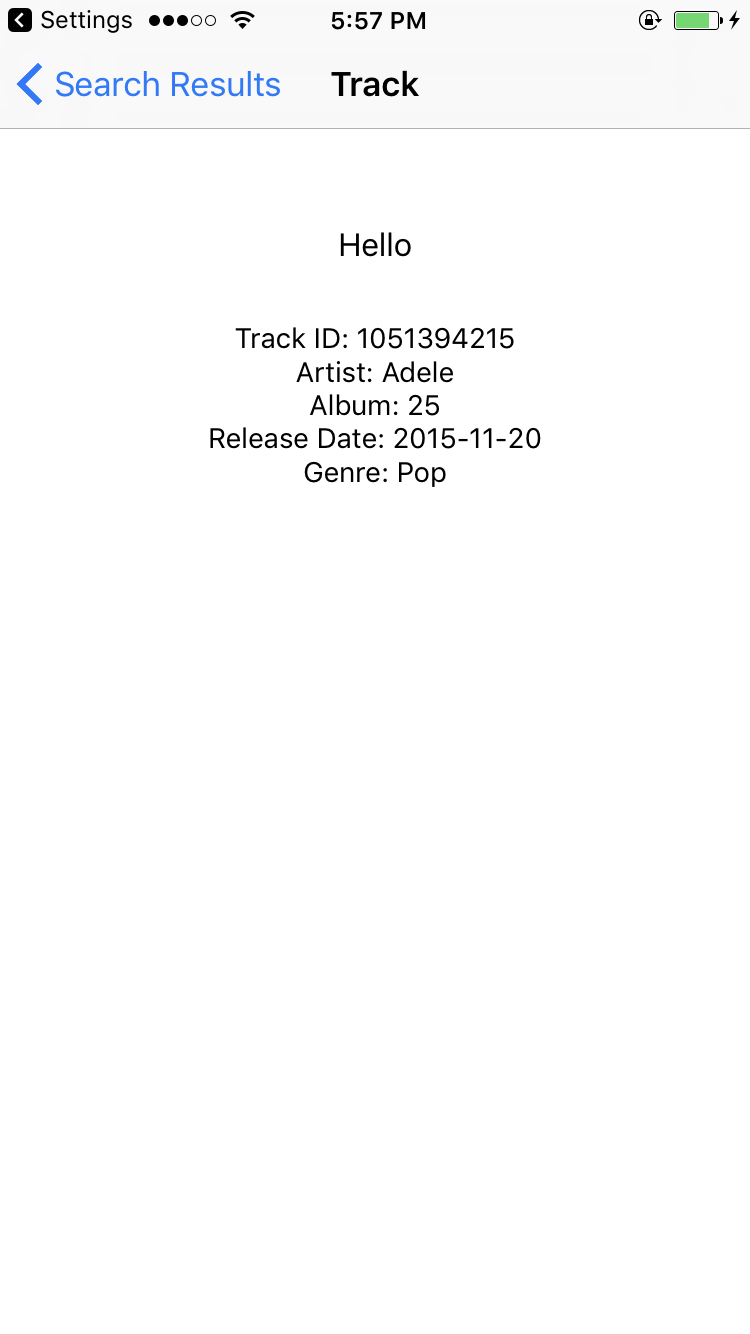 Settings 5:57 PM
Search Results Track
Hello
Track ID: 1051394215
Artist: Adele
Album: 25
Release Date: 2015-11-20
Genre: Pop